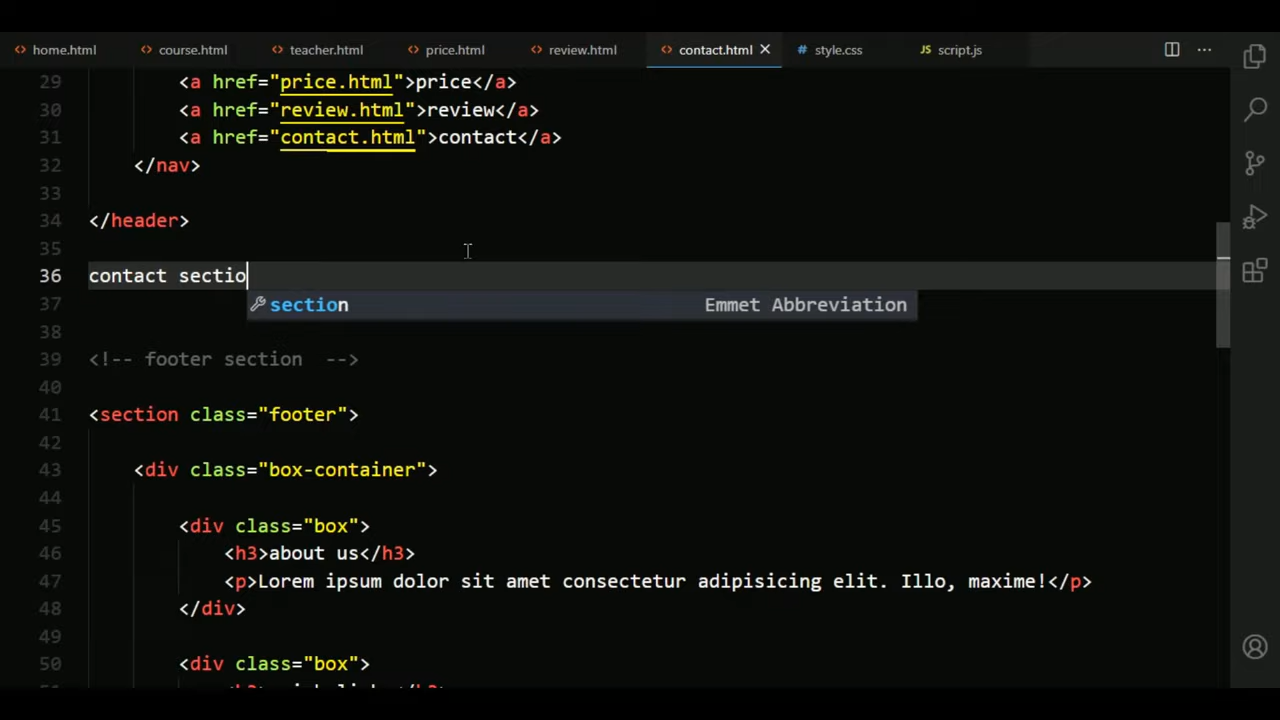 home.html course.html teacher.html price.html review.html contact.html style.css JS script.js
29 <a href="price.html">price</a>
30 <a href="review.html">review</a>
31 <a href="contact.html">contact</a>
32 </nav>
33
34 </header>
35
36 contact sectio
37 section Emmet Abbreviation
38
39 <!-- footer section  -->
40
41 <section class="footer">
42
43 <div class="box-container">
44
45 <div class="box">
46 <h3>about us</h3>
47 <p>Lorem ipsum dolor sit amet consectetur adipisicing elit. Illo, maxime!</p>
48 </div>
49
50 <div class="box">